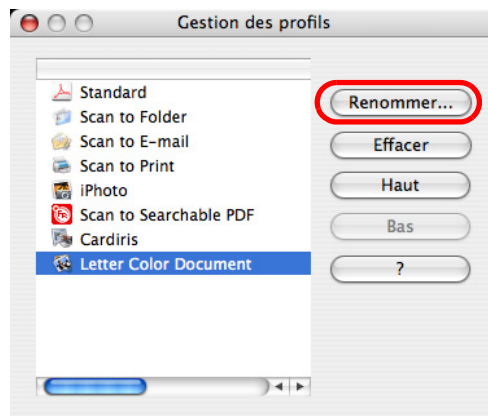 Gestion des profils
Standard
Scan to Folder
Scan to E-mail
Scan to Print
iPhoto
Scan to Searchable PDF
Cardiris
Letter Color Document
Renommer...
Effacer
Haut
Bas
?